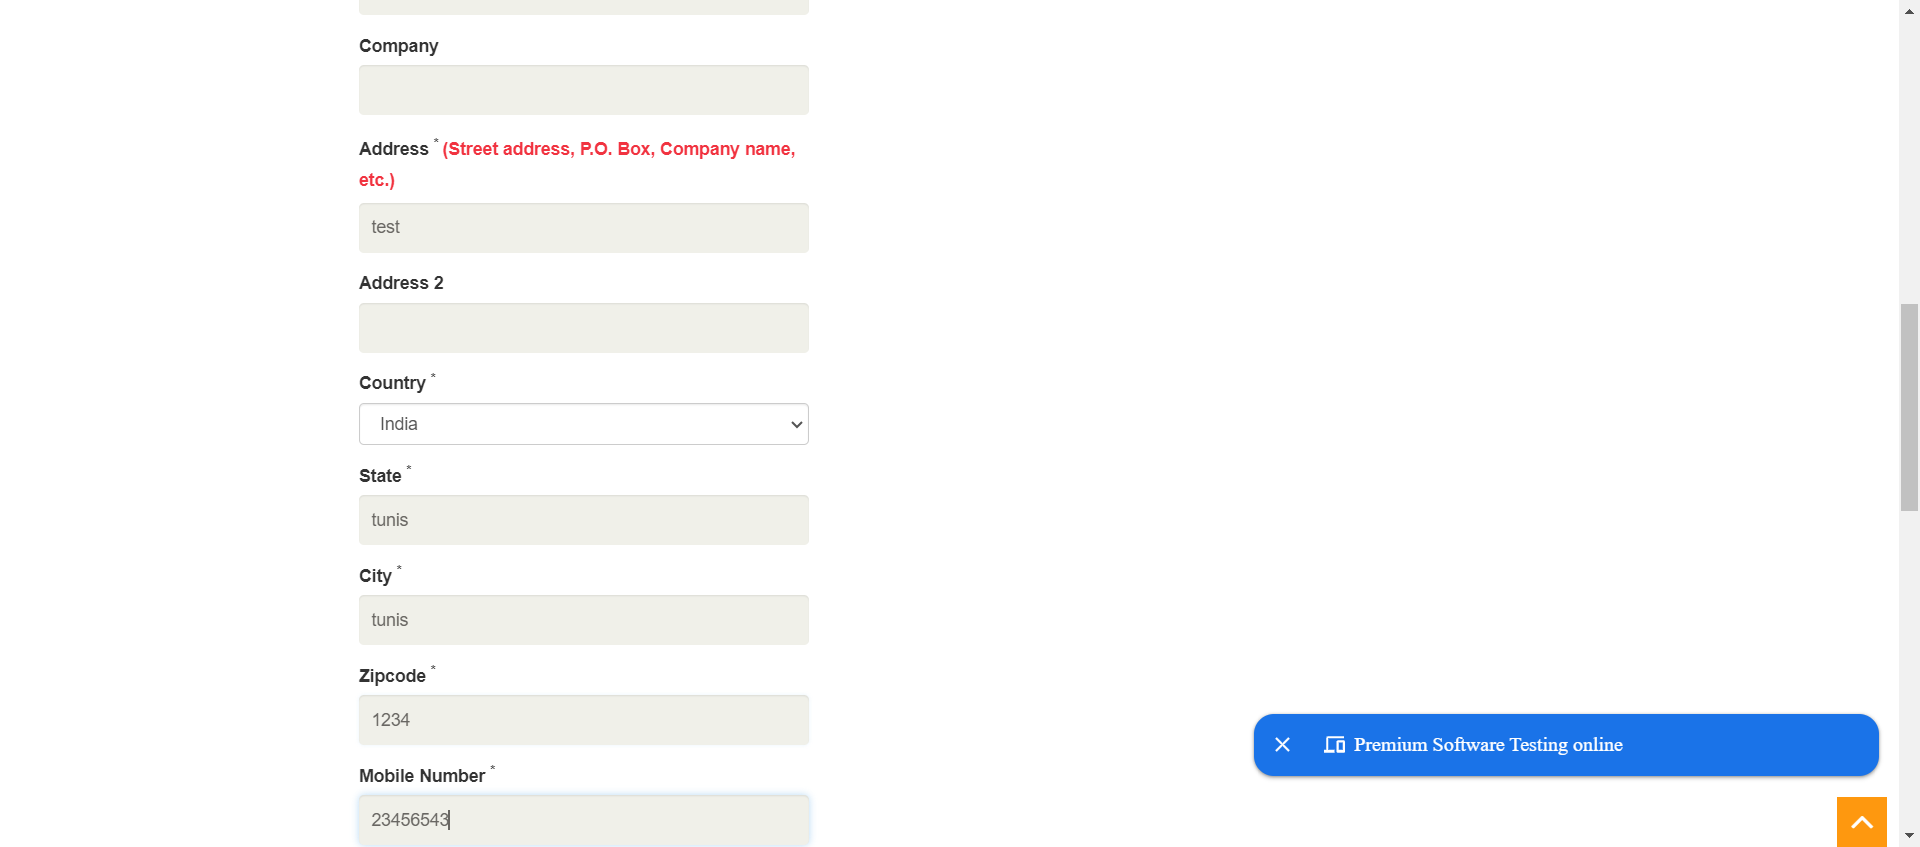 Company
Address * (Street address, P.O. Box, Company name,
etc.)
test
Address 2
Country *
India
State *
tunis
City *
tunis
Zipcode *
1234
Premium Software Testing online
Mobile Number *
23456543